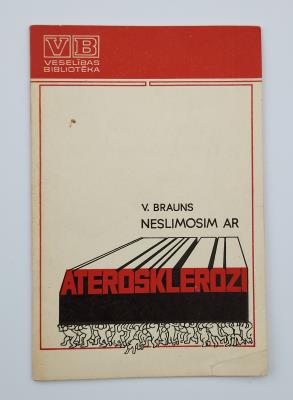 VB
VESELĪBAS
BIBLIOTĒKA
V. BRAUNS
NESLIMOSIM AR
ATEROSKLEROZI